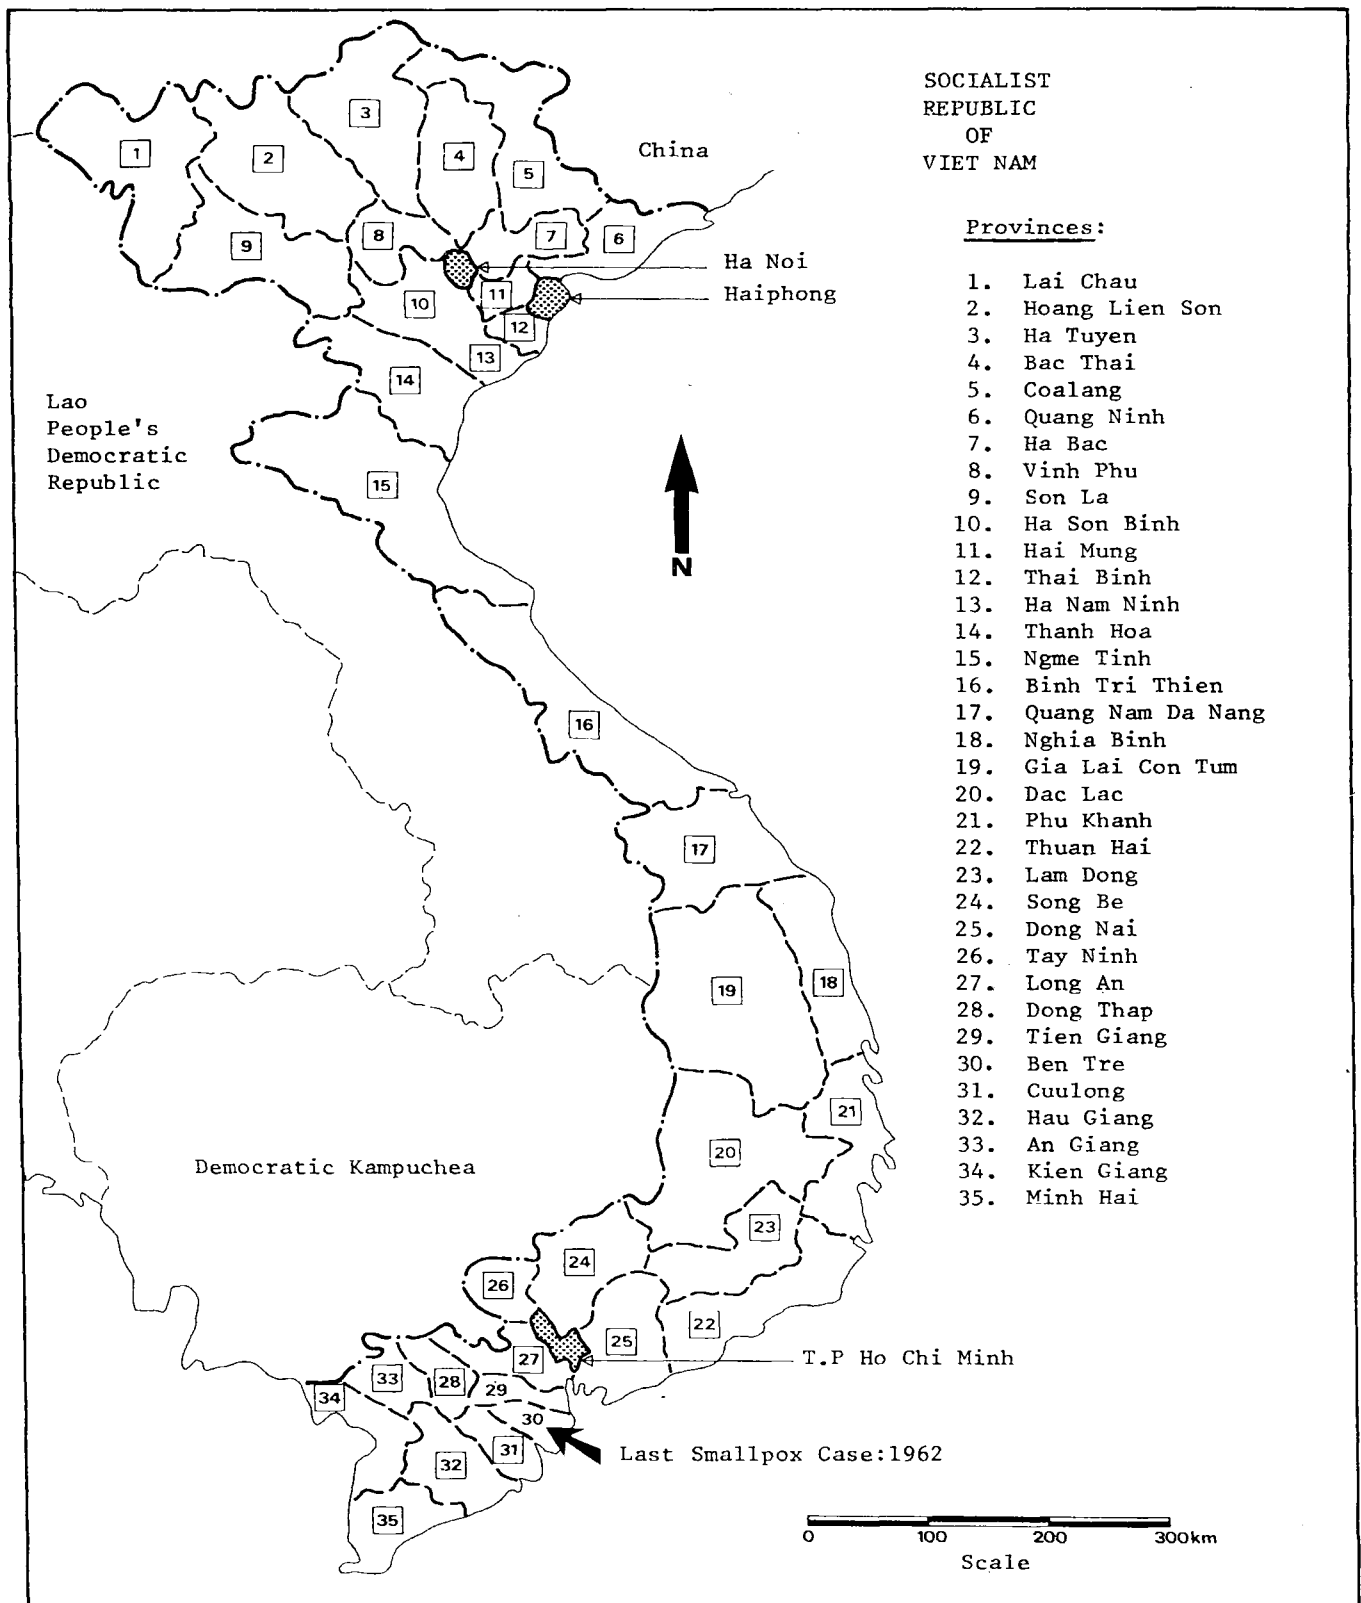 SOCIALIST
REPUBLIC
OF
VIET NAM
China
Provinces:
1. Lai Chau
2. Hoang Lien Son
3. Ha Tuyen
4. Bac Thai
5. Coalang
6. Quang Ninh
7. Ha Bac
8. Vinh Phu
9. Son La
10. Ha Son Binh
11. Hai Mung
12. Thai Binh
13. Ha Nam Ninh
14. Thanh Hoa
15. Ngme Tinh
16. Binh Tri Thien
17. Quang Nam Da Nang
18. Nghia Binh
19. Gia Lai Con Tum
20. Dac Lac
21. Phu Khanh
22. Thuan Hai
23. Lam Dong
24. Song Be
25. Dong Nai
26. Tay Ninh
27. Long An
28. Dong Thap
29. Tien Giang
30. Ben Tre
31. Cuulong
32. Hau Giang
33. An Giang
34. Kien Giang
35. Minh Hai
Ha Noi
Haiphong
Lao
People's
Democratic
Republic
N
Democratic Kampuchea
T.P Ho Chi Minh
Last Smallpox Case:1962
0 100 200 300km
Scale
3
1
2
4
5
8
9
7
6
10
11
12
13
14
15
16
17
19
18
21
20
23
24
26
22
25
27
33
28
29
34
30
31
32
35